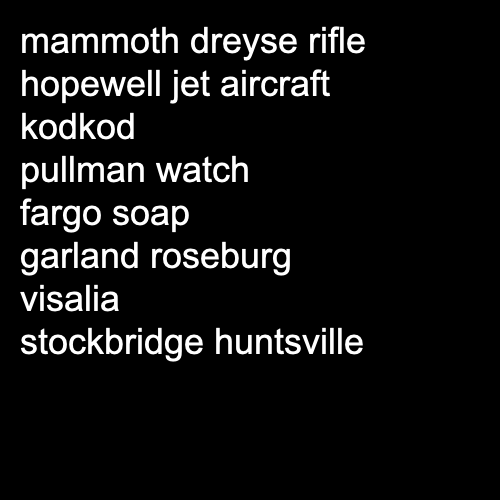 mammoth dreyse rifle
hopewell jet aircraft
kodkod
pullman watch
fargo soap
garland roseburg
visalia
stockbridge huntsville